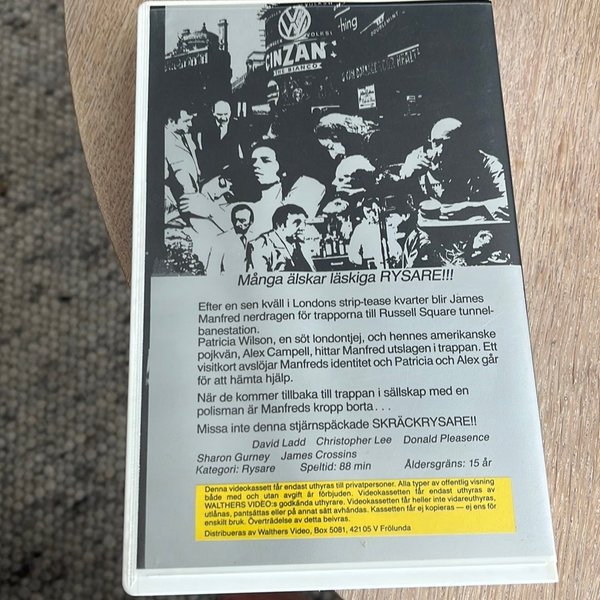 VW
VOLKS
hing
DOUBLEMINT
CINZAN
THE BIANCO
Många älskar läskiga RYSARE!!!
Efter en sen kväll i Londons strip-tease kvarter blir James
Manfred nerdragen för trapporna till Russell Square tunnel-
banestation.
Patricia Wilson, en söt londontjej, och hennes amerikanske
pojkvän, Alex Campell, hittar Manfred utslagen i trappan. Ett
visitkort avslöjar Manfreds identitet och Patricia och Alex går
för att hämta hjälp.
När de kommer tillbaka till trappan i sällskap med en
polisman är Manfreds kropp borta . . .
Missa inte denna stjärnspäckade SKRÄCKRYSARE!!
David Ladd Christopher Lee Donald Pleasence
Sharon Gurney James Crossins
Kategori: Rysare Speltid: 88 min Åldersgräns: 15 år
Denna videokassett får endast uthyras till privatpersoner. Alla typer av offentlig visning
både med och utan avgift är förbjuden. Videokassetten får endast uthyras av
WALTHERS VIDEO:s godkända uthyrare. Videokassetten får heller inte vidareuthyras,
utlånas, pantsättas eller på annat sätt avhändas. Kassetten får ej kopieras — ej ens för
enskilt bruk. Överträdelse av detta beivras.
Distribueras av Walthers Video, Box 5081, 421 05 V Frölunda